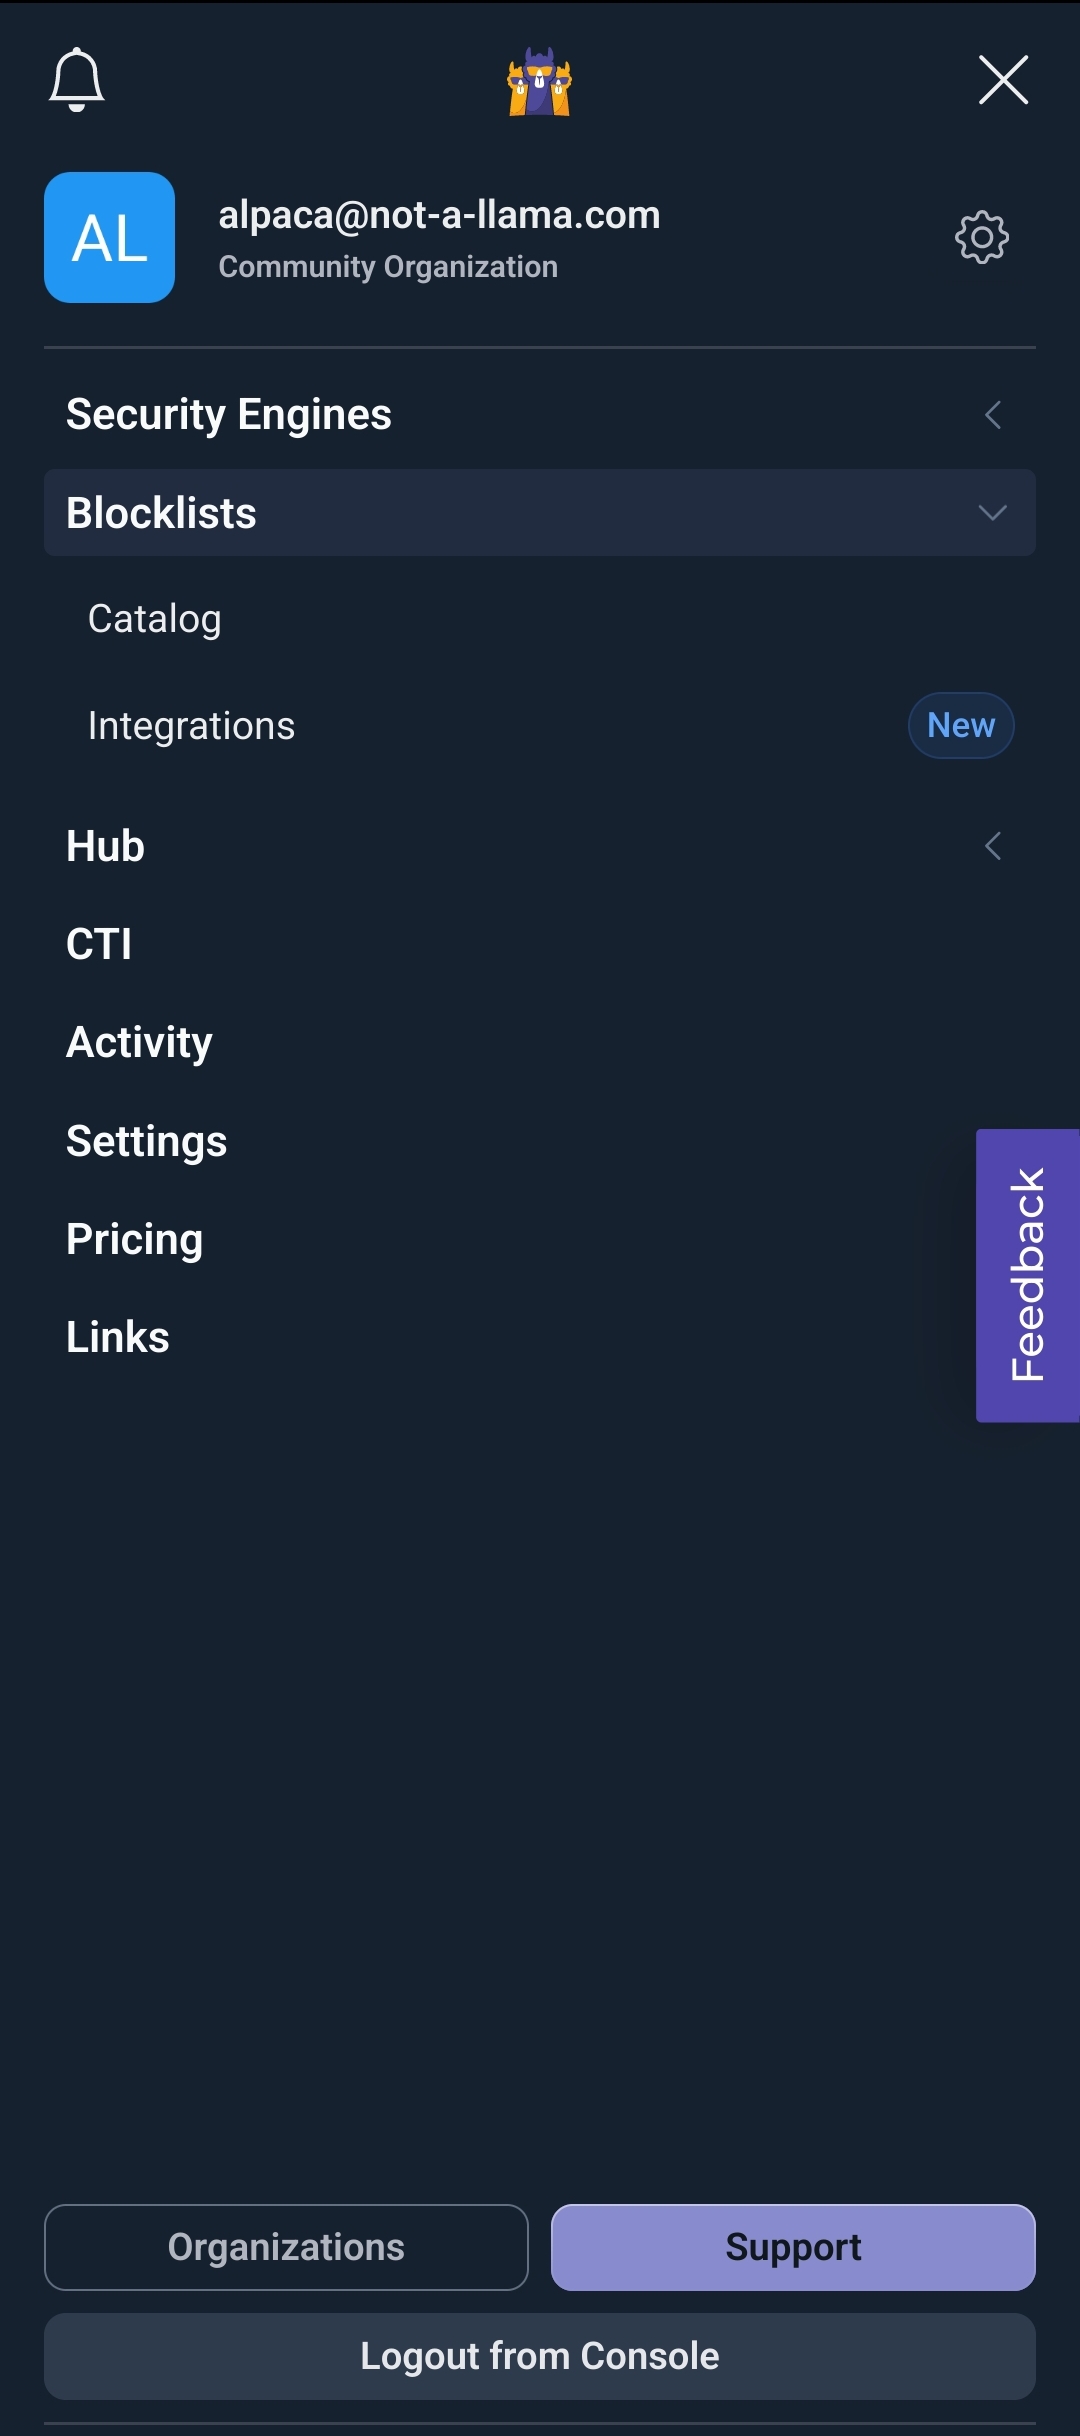 AL
alpaca@not-a-llama.com
Community Organization
Security Engines
Blocklists
Catalog
Integrations
New
Hub
CTI
Activity
Settings
Feedback
Pricing
Links
Organizations
Support
Logout from Console